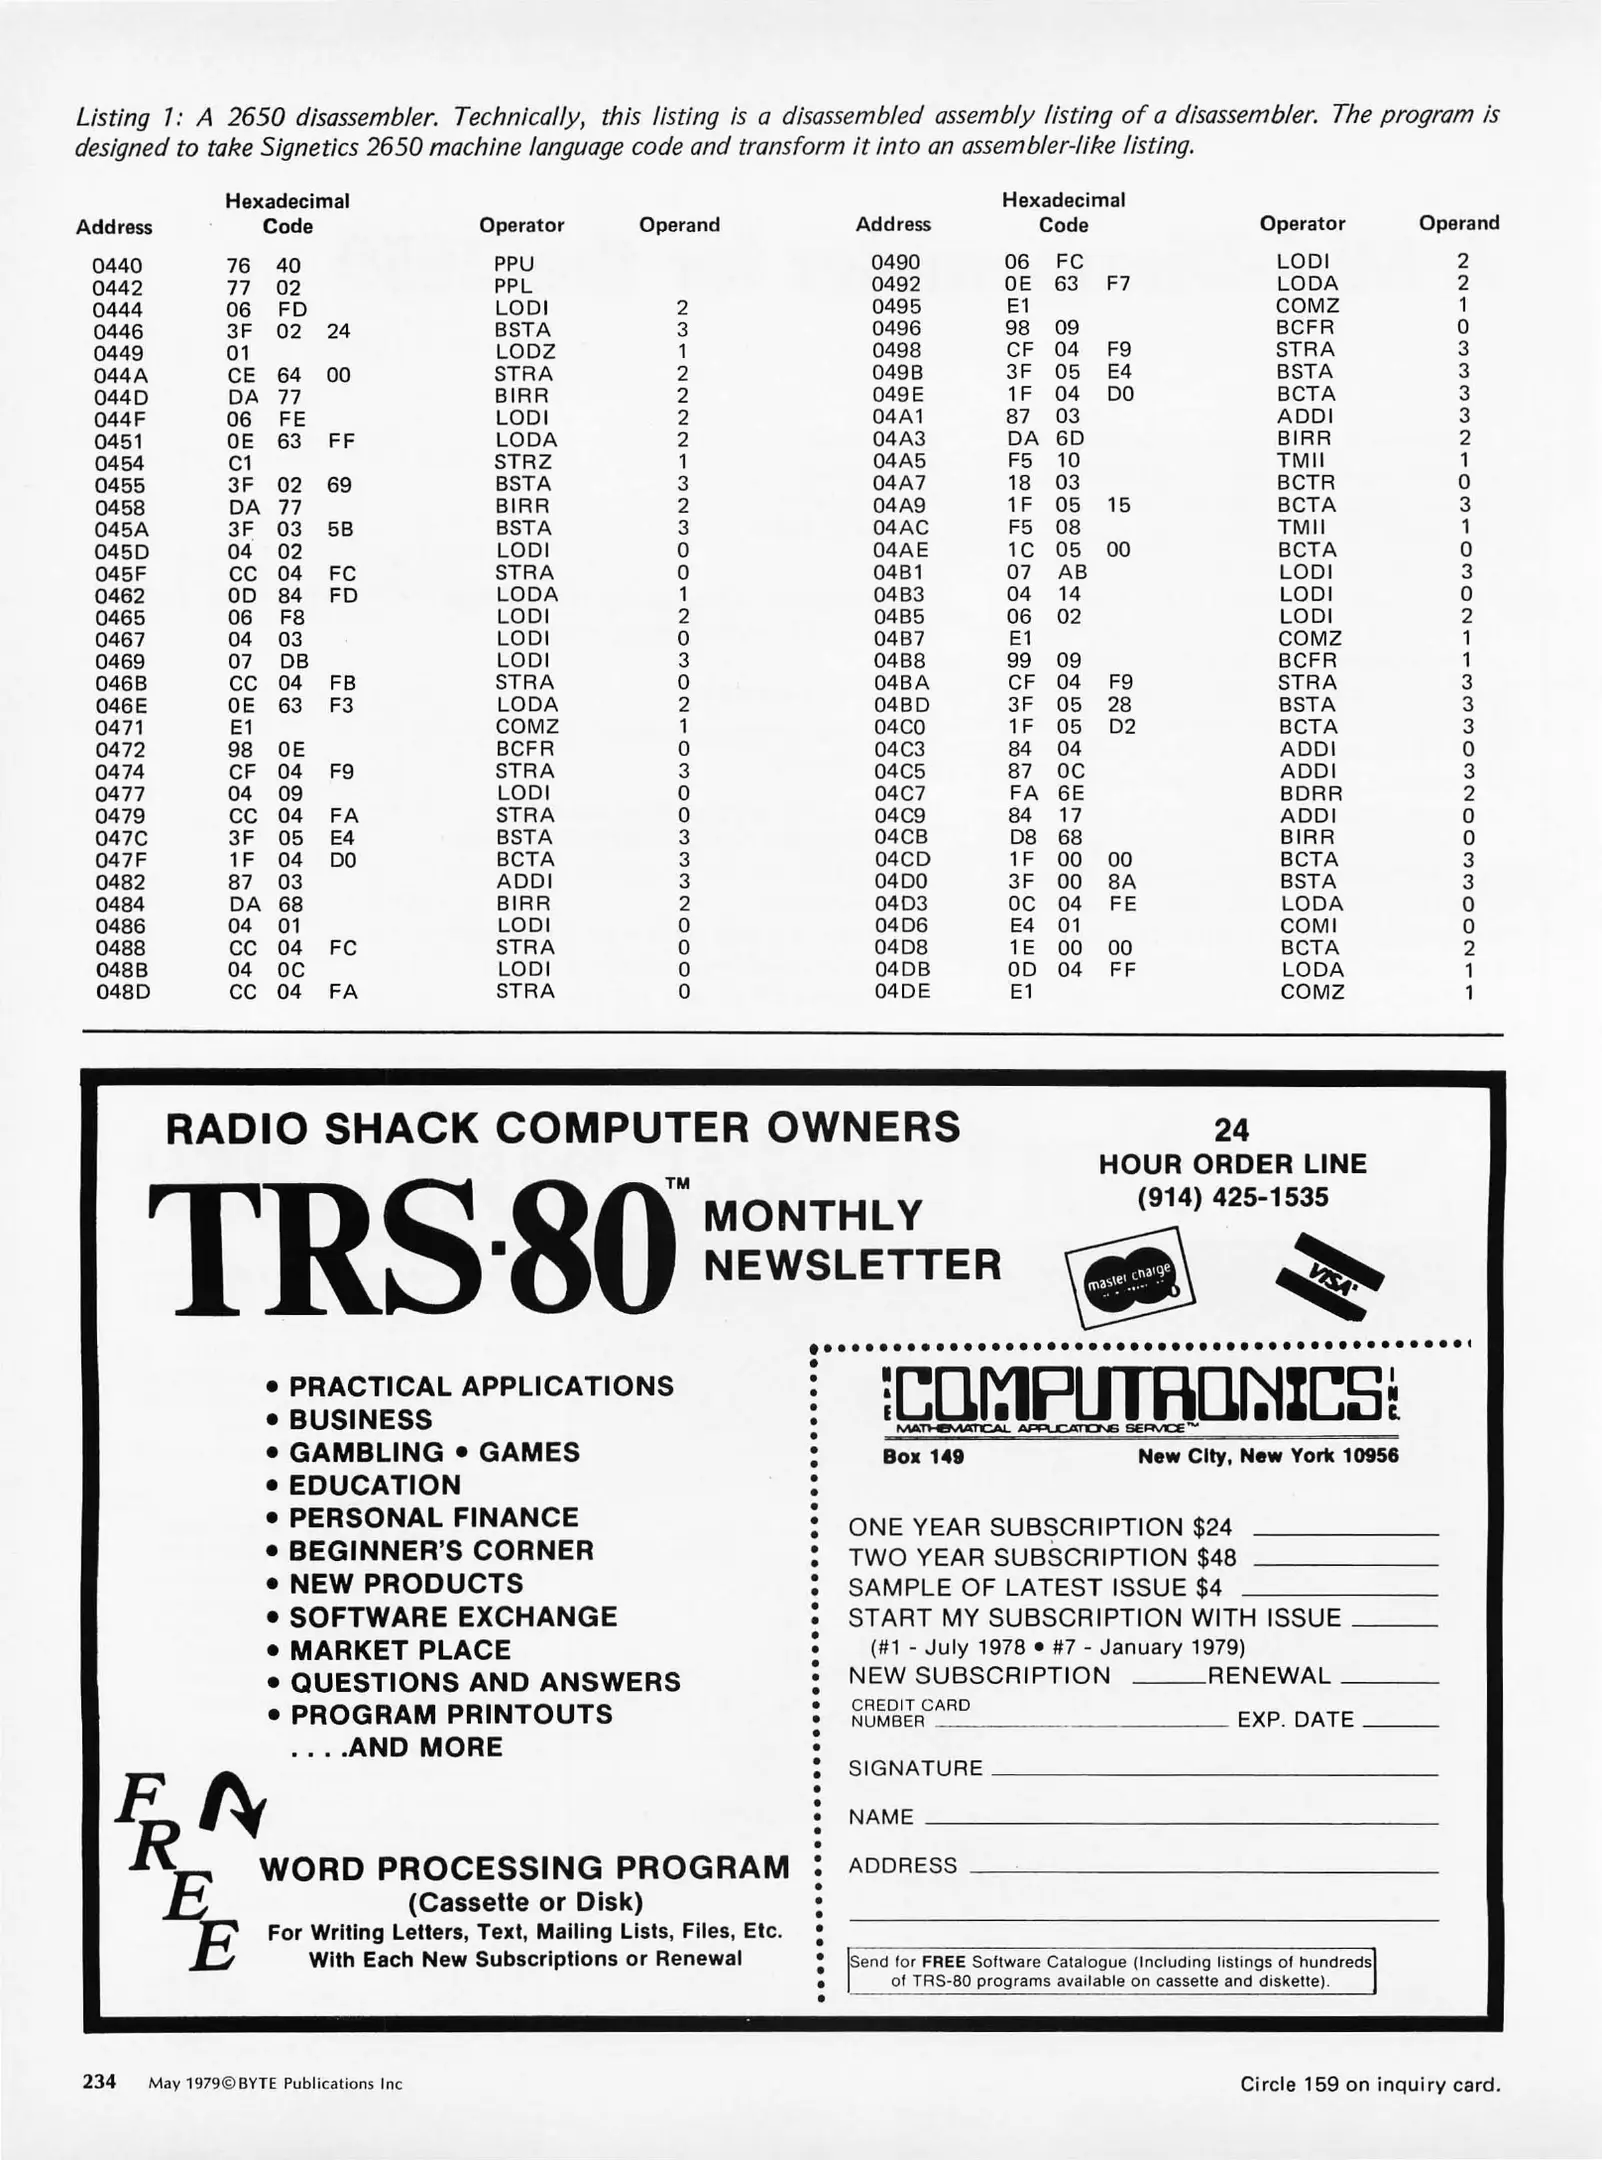 Listing 1: A 2650 disassembler. Technically, this listing is a disassembled assembly listing of a disassembler. The program is
designed to take Signetics 2650 machine language code and transform it into an assembler-like listing.
Hexadecimal
Address Code Operator Operand
0440 76 40 PPU
0442 77 02 PPL
0444 06 FD LODI 2
0446 3F 02 24 BSTA 3
0449 01 LODZ 1
044A CE 64 00 STRA 2
044D DA 77 BIRR 2
044F 06 FE LODI 2
0451 0E 63 FF LODA 2
0454 C1 STRZ 1
0455 3F 02 69 BSTA 3
0458 DA 77 BIRR 2
045A 3F 03 5B BSTA 3
045D 04 02 LODI 0
045F CC 04 FC STRA 0
0462 0D 84 FD LODA 1
0465 06 F8 LODI 2
0467 04 03 LODI 0
0469 07 DB LODI 3
046B CC 04 FB STRA 0
046E 0E 63 F3 LODA 2
0471 E1 COMZ 1
0472 98 0E BCFR 0
0474 CF 04 F9 STRA 3
0477 04 09 LODI 0
0479 CC 04 FA STRA 0
047C 3F 05 E4 BSTA 3
047F 1F 04 D0 BCTA 3
0482 87 03 ADDI 3
0484 DA 68 BIRR 2
0486 04 01 LODI 0
0488 CC 04 FC STRA 0
048B 04 0C LODI 0
048D CC 04 FA STRA 0
Hexadecimal
Address Code Operator Operand
0490 06 FC LODI 2
0492 0E 63 F7 LODA 2
0495 E1 COMZ 1
0496 98 09 BCFR 0
0498 CF 04 F9 STRA 3
049B 3F 05 E4 BSTA 3
049E 1F 04 D0 BCTA 3
04A1 87 03 ADDI 3
04A3 DA 6D BIRR 2
04A5 F5 10 TMII 1
04A7 18 03 BCTR 0
04A9 1F 05 15 BCTA 3
04AC F5 08 TMII 1
04AE 1C 05 00 BCTA 0
04B1 07 AB LODI 3
04B3 04 14 LODI 0
04B5 06 02 LODI 2
04B7 E1 COMZ 1
04B8 99 09 BCFR 1
04BA CF 04 F9 STRA 3
04BD 3F 05 28 BSTA 3
04C0 1F 05 D2 BCTA 3
04C3 84 04 ADDI 0
04C5 87 0C ADDI 3
04C7 FA 6E BDRR 2
04C9 84 17 ADDI 0
04CB D8 68 BIRR 0
04CD 1F 00 00 BCTA 3
04D0 3F 00 8A BSTA 3
04D3 0C 04 FE LODA 0
04D6 E4 01 COMI 0
04D8 1E 00 00 BCTA 2
04DB 0D 04 FF LODA 1
04DE E1 COMZ 1
RADIO SHACK COMPUTER OWNERS
TRS-80™ MONTHLY
NEWSLETTER
24
HOUR ORDER LINE
(914) 425-1535
master charge
VISA
• PRACTICAL APPLICATIONS
• BUSINESS
• GAMBLING • GAMES
• EDUCATION
• PERSONAL FINANCE
• BEGINNER'S CORNER
• NEW PRODUCTS
• SOFTWARE EXCHANGE
• MARKET PLACE
• QUESTIONS AND ANSWERS
• PROGRAM PRINTOUTS
. . . .AND MORE
FREE
WORD PROCESSING PROGRAM
(Cassette or Disk)
For Writing Letters, Text, Mailing Lists, Files, Etc.
With Each New Subscriptions or Renewal
COMPUTRONICS
MATHEMATICAL APPLICATIONS SERVICE™
Box 149 New City, New York 10956
ONE YEAR SUBSCRIPTION $24
TWO YEAR SUBSCRIPTION $48
SAMPLE OF LATEST ISSUE $4
START MY SUBSCRIPTION WITH ISSUE
(#1 - July 1978 • #7 - January 1979)
NEW SUBSCRIPTION RENEWAL
CREDIT CARD
NUMBER EXP. DATE
SIGNATURE
NAME
ADDRESS
Send for FREE Software Catalogue (Including listings of hundreds
of TRS-80 programs available on cassette and diskette).
234 May 1979 © BYTE Publications Inc
Circle 159 on inquiry card.